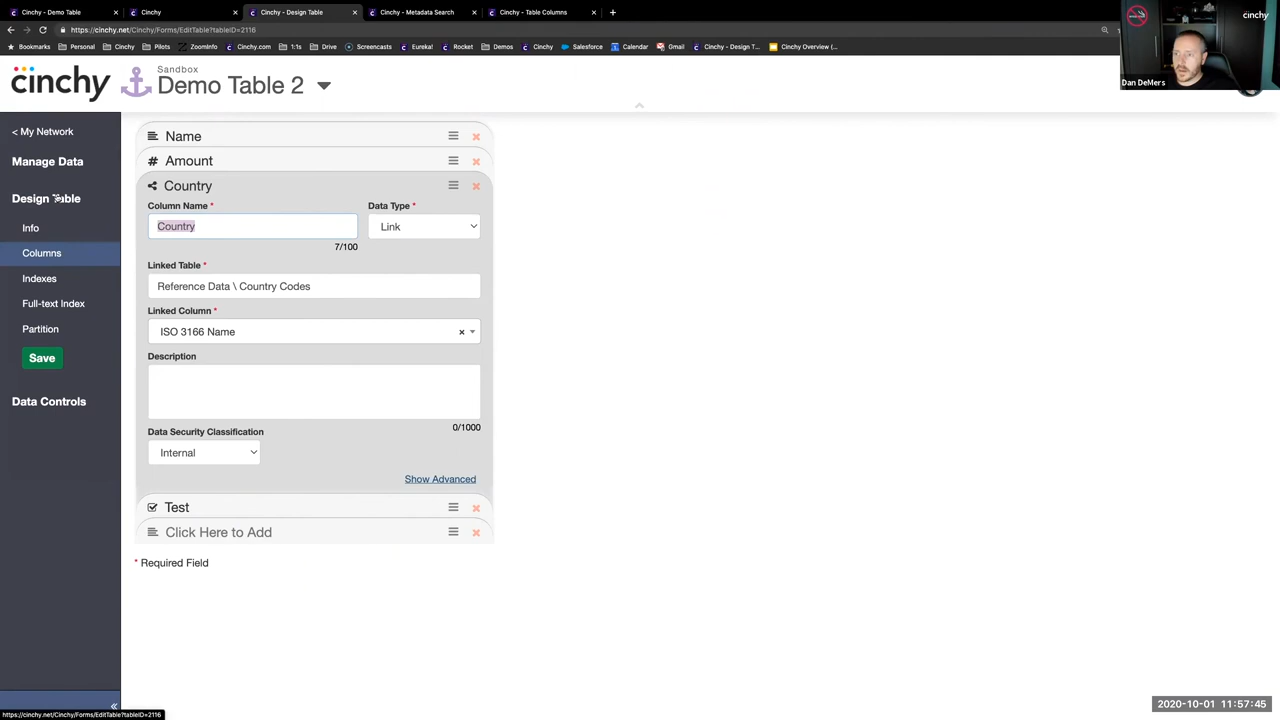 Cinchy - Demo Table
Cinchy
Cinchy - Design Table
Cinchy - Metadata Search
Cinchy - Table Columns
https://cinchy.net/Cinchy/Forms/EditTable?tableID=2116
Bookmarks Personal Cinchy Pilots ZoomInfo Cinchy.com 1:1s Drive Screencasts Eureka! Rocket Demos Cinchy Salesforce Calendar Gmail Cinchy - Design T... Cinchy Overview (...
cinchy
Dan DeMers
cinchy
Sandbox
Demo Table 2
< My Network
Manage Data
Design Table
Info
Columns
Indexes
Full-text Index
Partition
Save
Data Controls
Name
# Amount
Country
Column Name * Data Type *
Country Link
7/100
Linked Table *
Reference Data \ Country Codes
Linked Column *
ISO 3166 Name
Description
0/1000
Data Security Classification
Internal
Show Advanced
Test
Click Here to Add
* Required Field
https://cinchy.net/Cinchy/Forms/EditTable?tableID=2116
2020-10-01 11:57:45